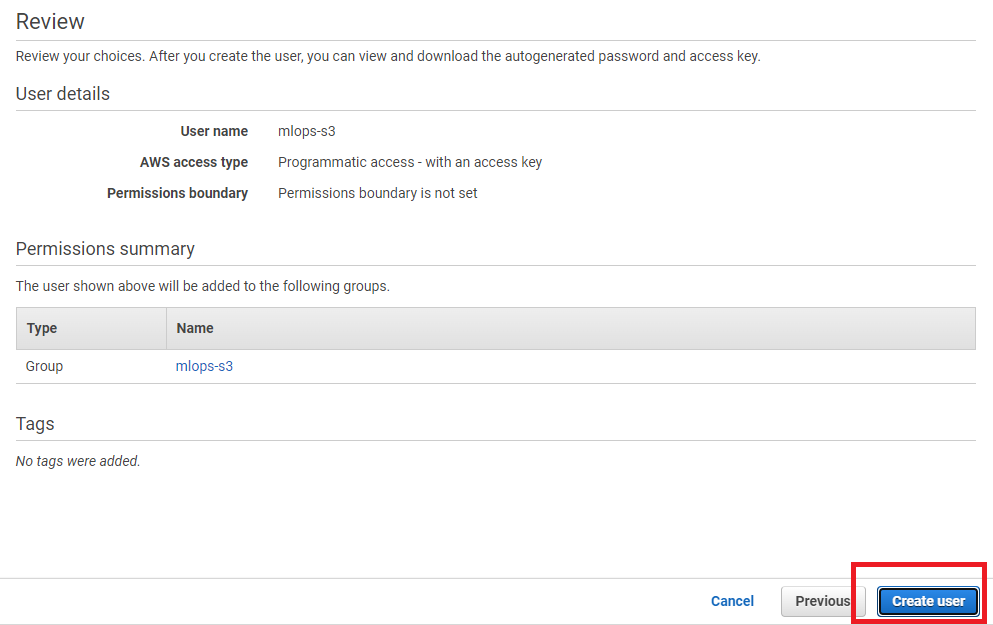 Review
Review your choices. After you create the user, you can view and download the autogenerated password and access key.
User details
User name mlops-s3
AWS access type Programmatic access - with an access key
Permissions boundary Permissions boundary is not set
Permissions summary
The user shown above will be added to the following groups.
Type Name
Group mlops-s3
Tags
No tags were added.
Cancel Previous Create user